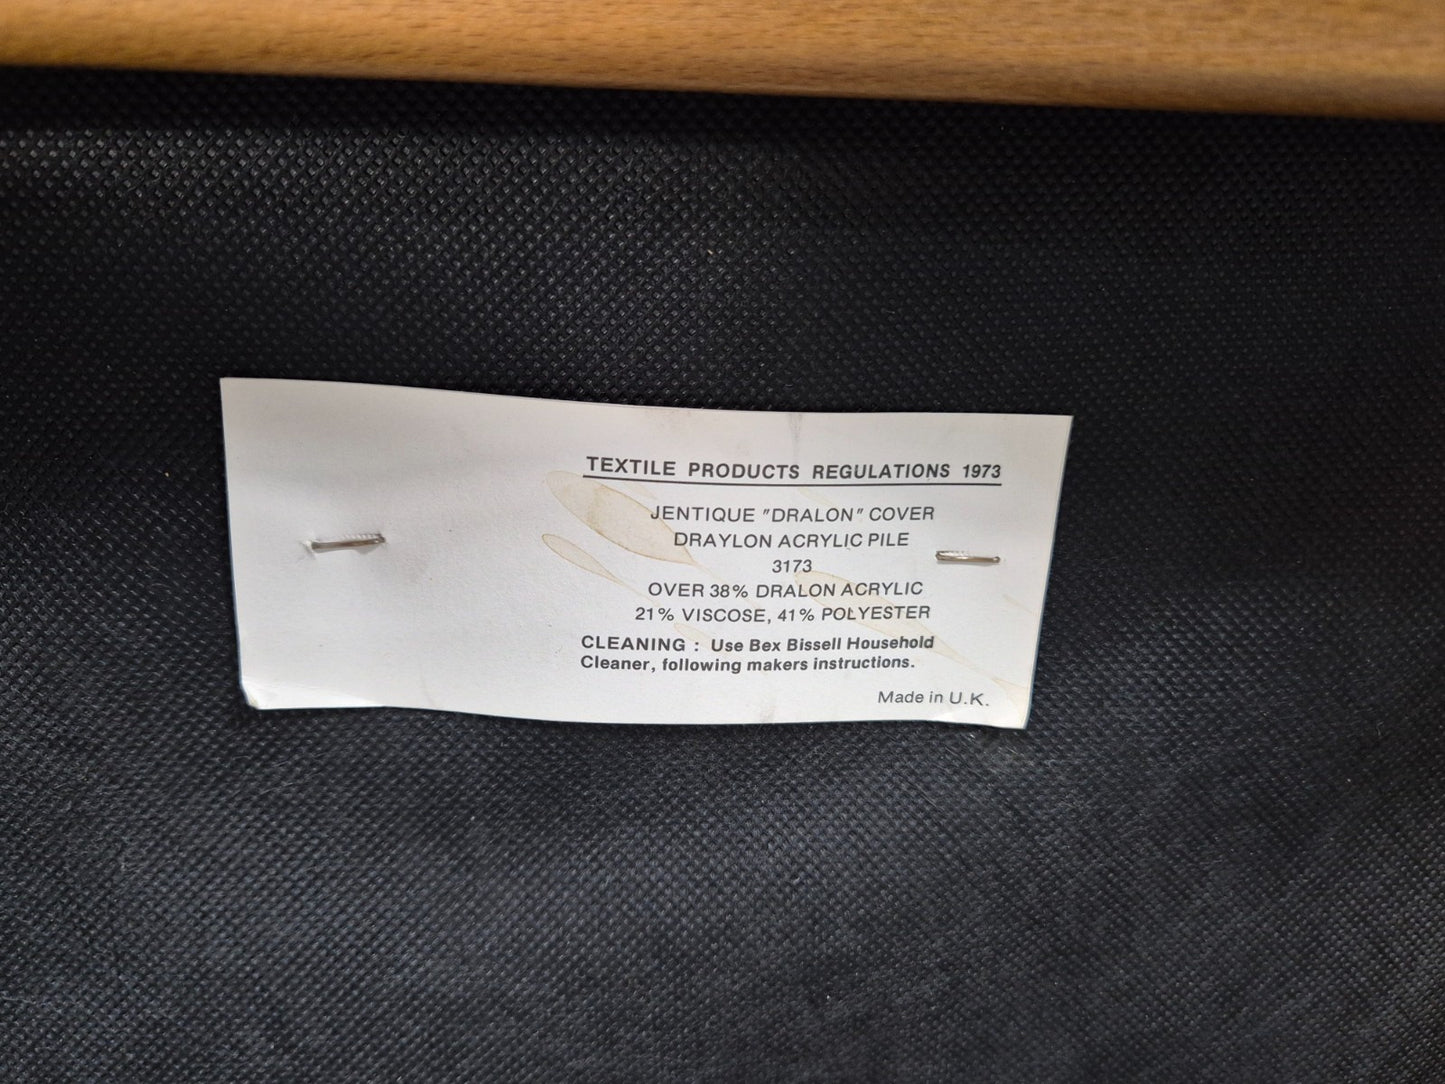 TEXTILE PRODUCTS REGULATIONS 1973
JENTIQUE "DRALON" COVER
DRAYLON ACRYLIC PILE
3173
OVER 38% DRALON ACRYLIC
21% VISCOSE, 41% POLYESTER
CLEANING : Use Bex Bissell Household
Cleaner, following makers instructions.
Made in U.K.